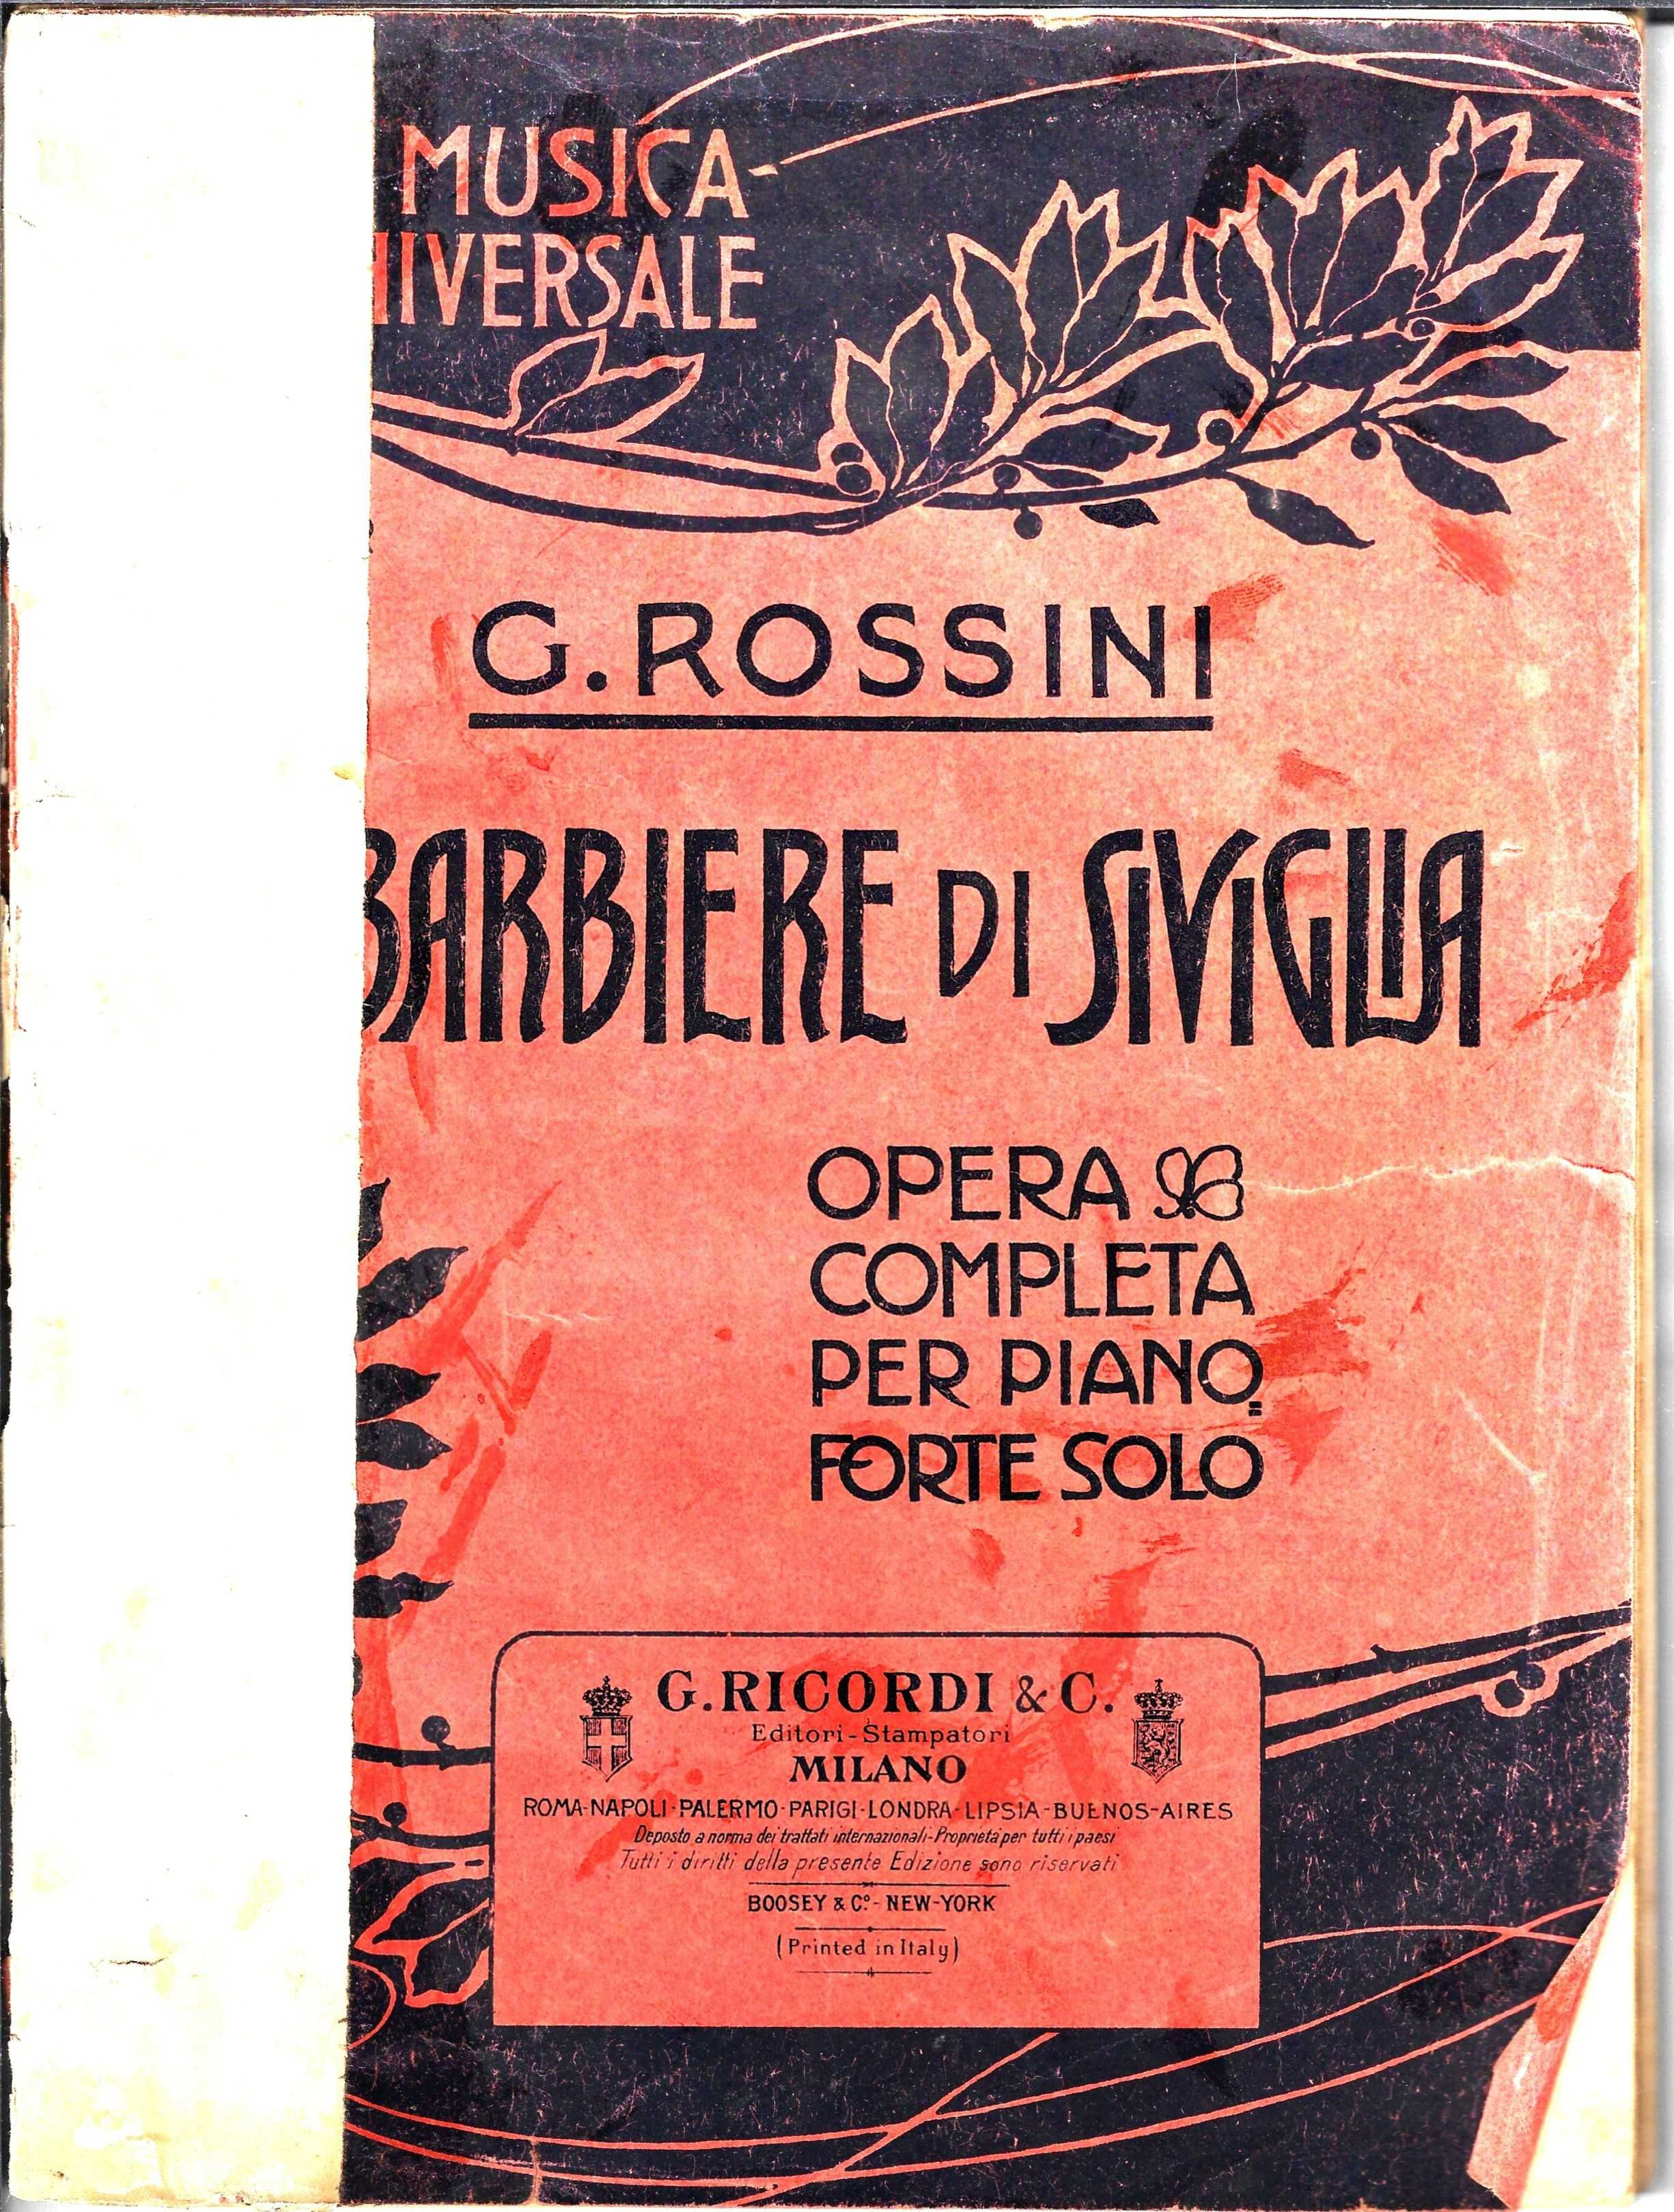 MUSICA
NIVERSALE
G. ROSSINI
BARBIERE DI SIVIGLIA
OPERA
COMPLETA
PER PIANO=
FORTE SOLO
G. RICORDI & C.
Editori-Stampatori
MILANO
ROMA-NAPOLI-PALERMO-PARIGI-LONDRA-LIPSIA-BUENOS-AIRES
Deposto a norma dei trattati internazionali-Proprietà per tutti i paesi
Tutti i diritti della presente Edizione sono riservati
BOOSEY & Cº.- NEW-YORK
(Printed in Italy)